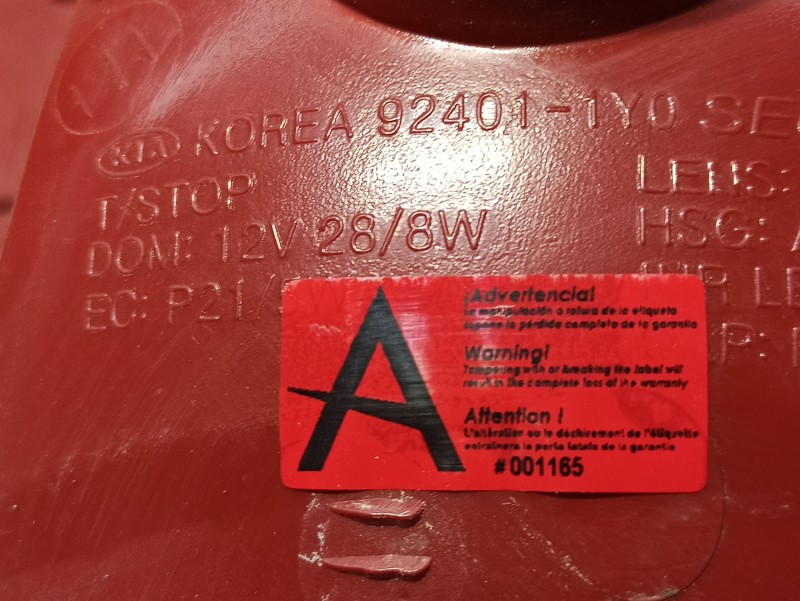 KIA KOREA 92401-1Y0 SE
T/STOP
DOM: 12V 28/8W
EC: P21/
LENS:
HSG: A
LE
P:
A
¡Advertencia!
La manipulación o rotura de la etiqueta
supone la pérdida completa de la garantía
Warning!
Tampering with or breaking the label will
result in the complete loss of the warranty
Attention !
L'altération ou le déchirement de l'étiquette
entraînera la perte totale de la garantie
#001165